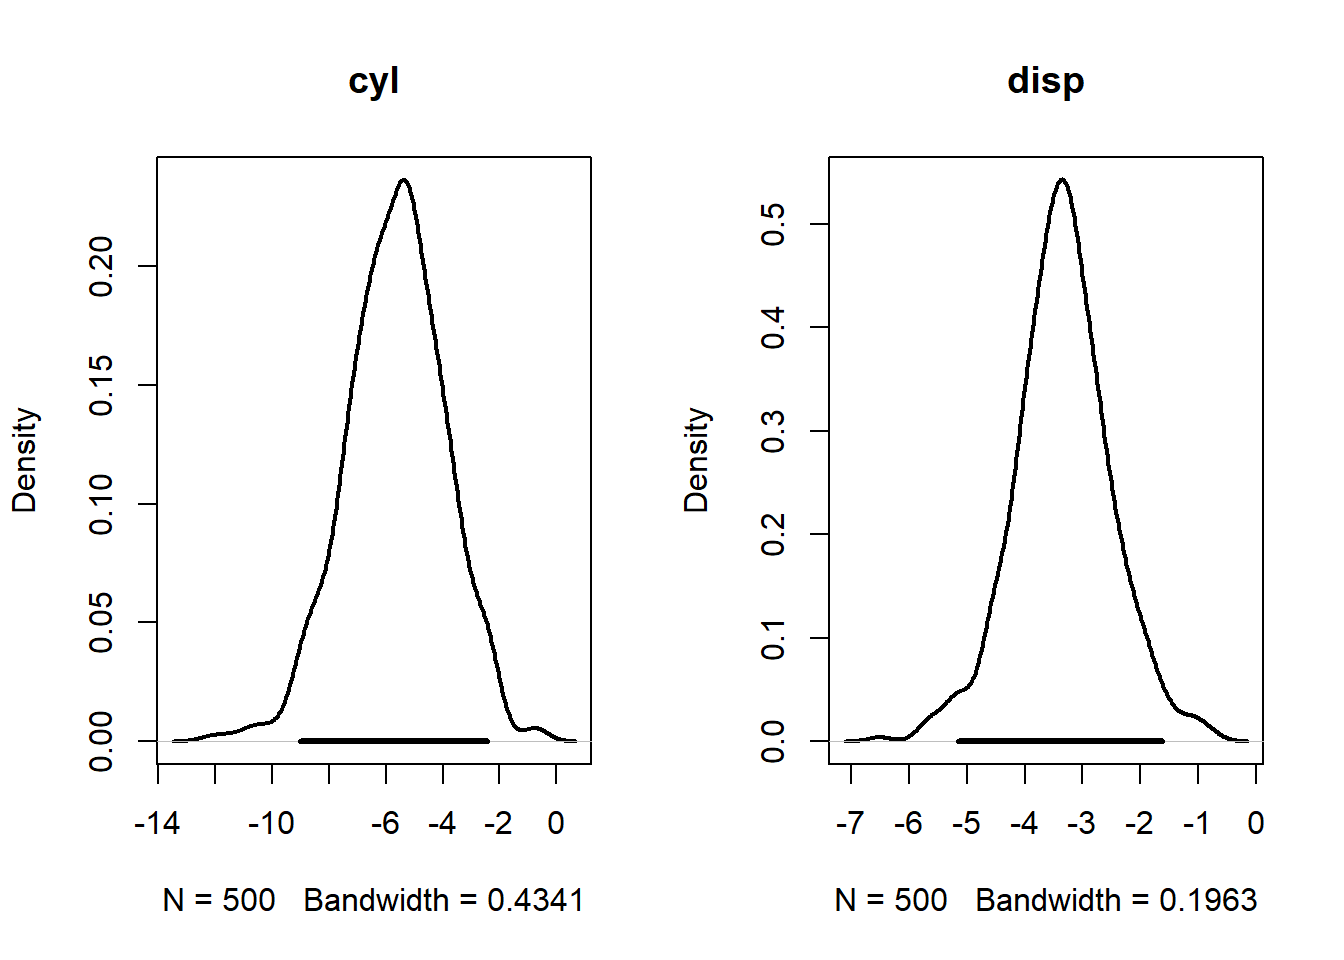 cyl
Density
0.00 0.05 0.10 0.15 0.20
-14 -10 -6 -4 -2 0
N = 500 Bandwidth = 0.4341
disp
Density
0.0 0.1 0.2 0.3 0.4 0.5
-7 -6 -5 -4 -3 -2 -1 0
N = 500 Bandwidth = 0.1963